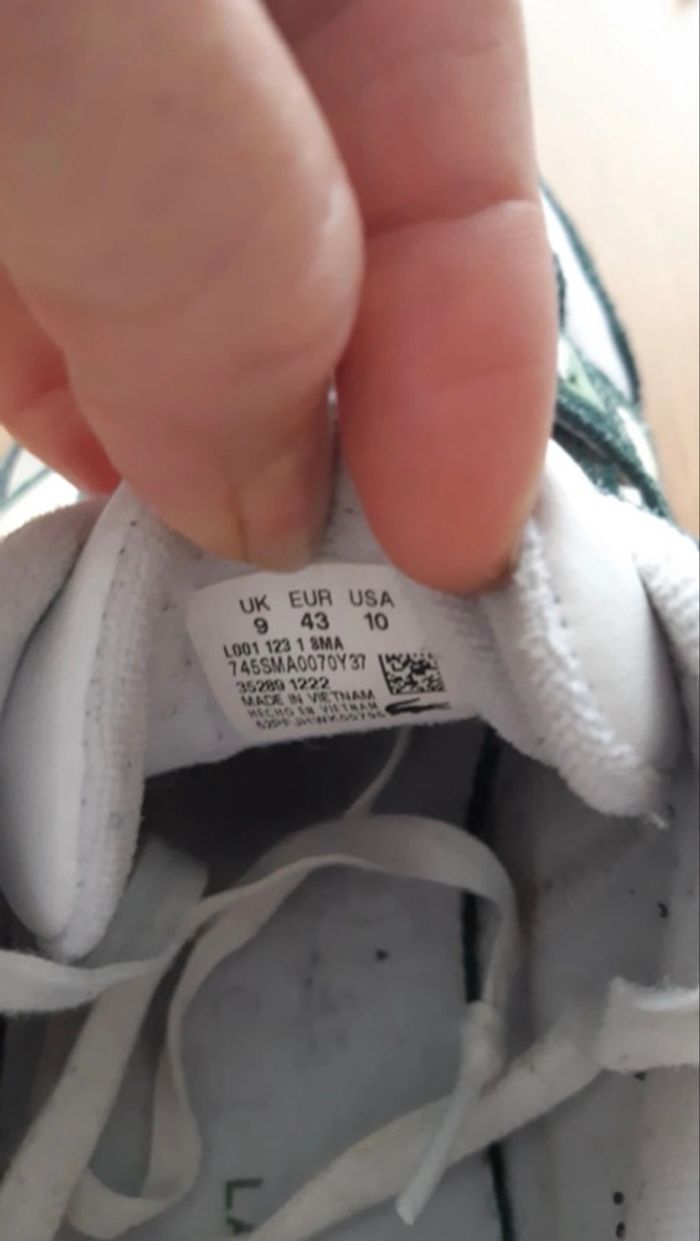 UK EUR USA
9 43 10
L001 123 1 8MA
745SMA0070Y37
35289 1222
MADE IN VIETNAM
HECHO EN VIETNAM
LA